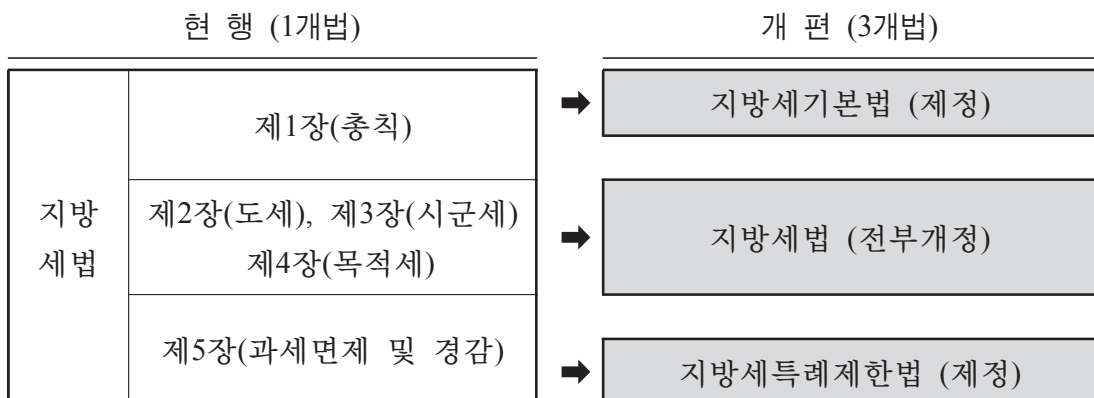 현 행 (1개법)
개 편 (3개법)
지방
세법
제1장(총칙)
제2장(도세), 제3장(시군세)
제4장(목적세)
제5장(과세면제 및 경감)
➡ 지방세기본법 (제정)
➡ 지방세법 (전부개정)
➡ 지방세특례제한법 (제정)